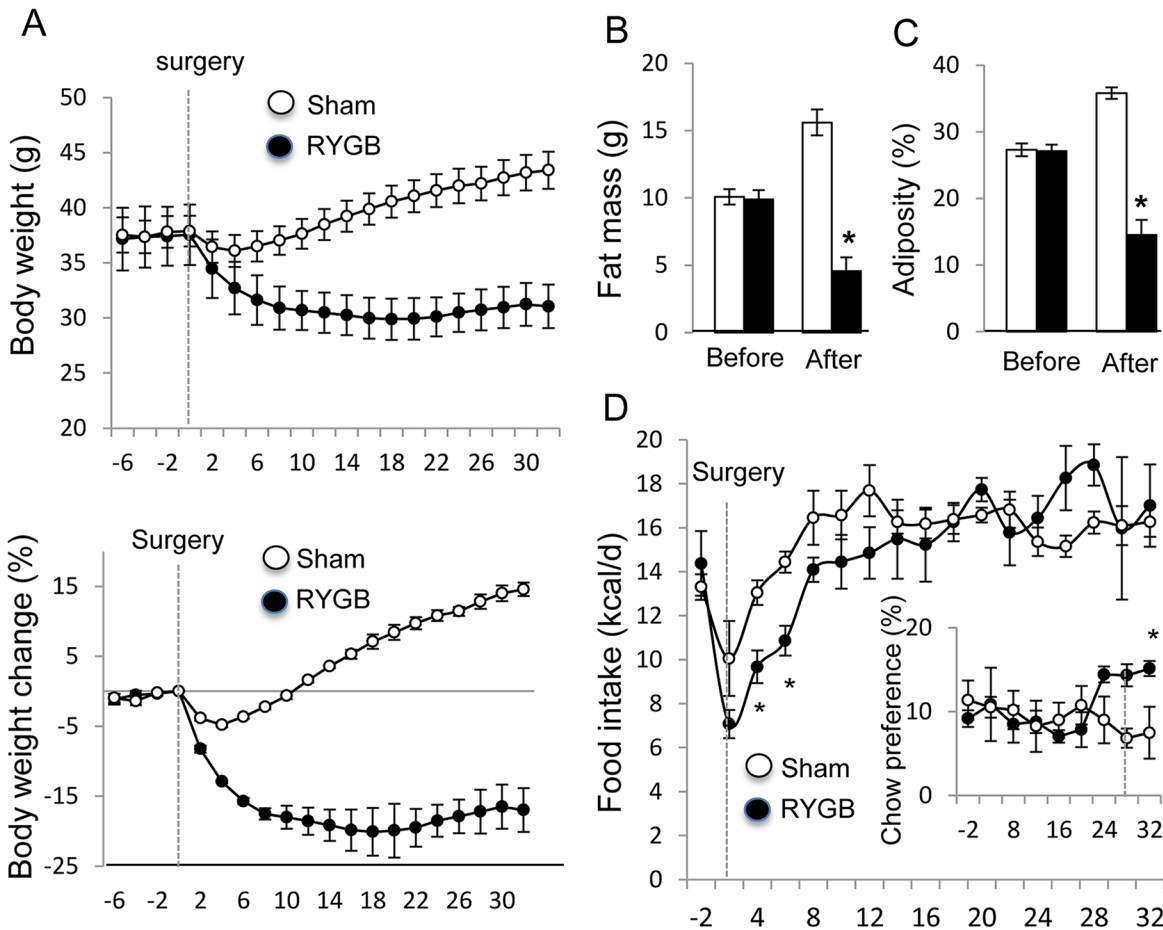 A
surgery
Sham
RYGB
Body weight (g)
50
45
40
35
30
25
20
-6 -2 2 6 10 14 18 22 26 30
Surgery
Sham
RYGB
Body weight change (%)
15
5
-5
-15
-25
-6 -2 2 6 10 14 18 22 26 30
B
Fat mass (g)
20
15
10
5
0
*
Before After
C
Adiposity (%)
40
30
20
10
0
*
Before After
D
Food intake (kcal/d)
20
18
16
14
12
10
8
6
4
2
0
Surgery
*
*
Sham
RYGB
-2 4 8 12 16 20 24 28 32
Chow preference (%)
20
10
0
*
-2 8 16 24 32